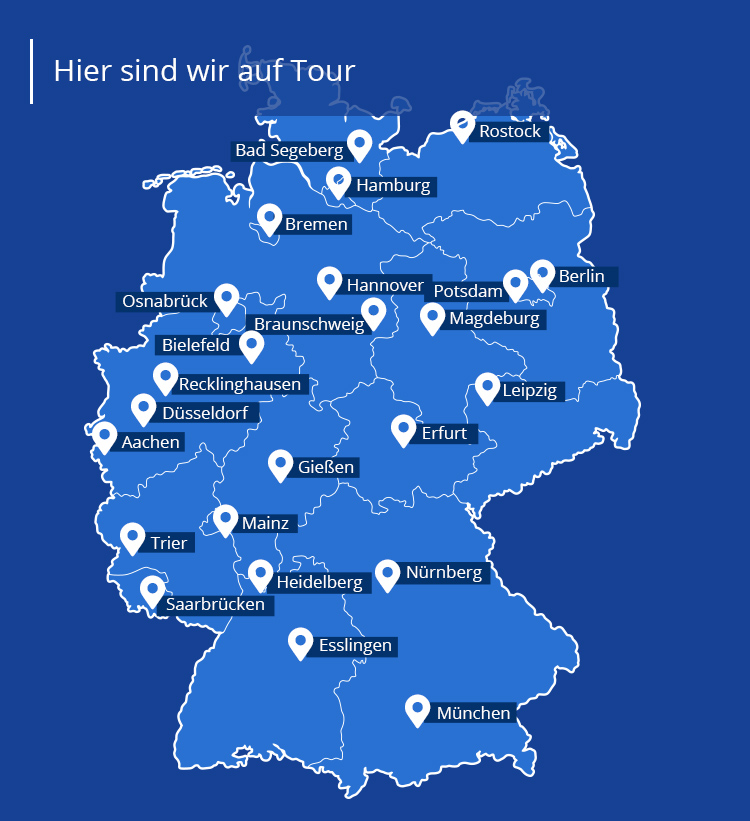 Hier sind wir auf Tour
Rostock
Bad Segeberg
Hamburg
Bremen
Berlin
Hannover
Potsdam
Osnabrück
Magdeburg
Braunschweig
Bielefeld
Recklinghausen
Leipzig
Düsseldorf
Erfurt
Aachen
Gießen
Mainz
Trier
Nürnberg
Heidelberg
Saarbrücken
Esslingen
München